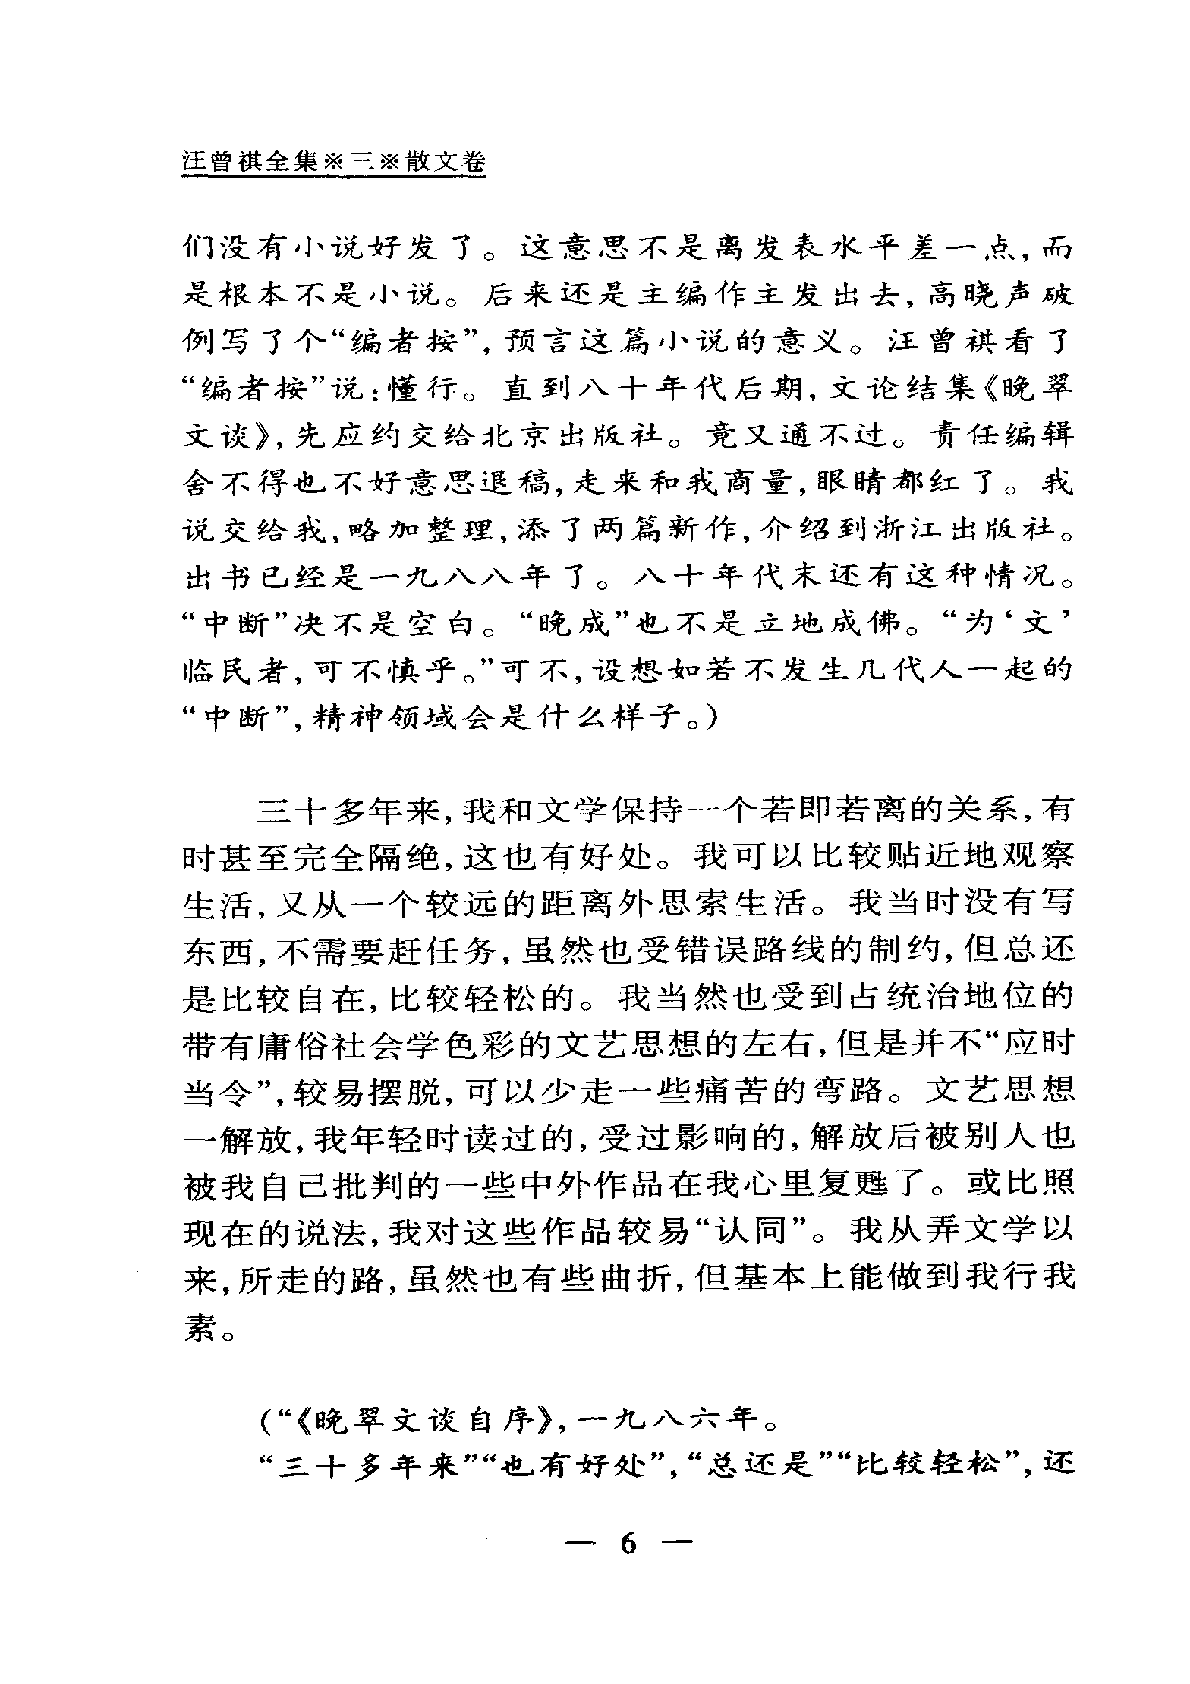 汪曾祺全集※三※散文卷
们没有小说好发了。这意思不是离发表水平差一点,而
是根本不是小说。后来还是主编作主发出去,高晓声破
例写了个“编者按”,预言这篇小说的意义。汪曾祺看了
“编者按”说:懂行。直到八十年代后期,文论结集《晚翠
文谈》,先应约交给北京出版社。竟又通不过。责任编辑
舍不得也不好意思退稿,走来和我商量,眼睛都红了。我
说交给我,略加整理,添了两篇新作,介绍到浙江出版社。
出书已经是一九八八年了。八十年代末还有这种情况。
“中断”决不是空白。“晚成”也不是立地成佛。“为‘文’
临民者,可不慎乎。”可不,设想如若不发生几代人一起的
“中断”,精神领域会是什么样子。)
三十多年来,我和文学保持一个若即若离的关系,有
时甚至完全隔绝,这也有好处。我可以比较贴近地观察
生活,又从一个较远的距离外思索生活。我当时没有写
东西,不需要赶任务,虽然也受错误路线的制约,但总还
是比较自在,比较轻松的。我当然也受到占统治地位的
带有庸俗社会学色彩的文艺思想的左右,但是并不“应时
当令”,较易摆脱,可以少走一些痛苦的弯路。文艺思想
一解放,我年轻时读过的,受过影响的,解放后被别人也
被我自己批判的一些中外作品在我心里复甦了。或比照
现在的说法,我对这些作品较易“认同”。我从弄文学以
来,所走的路,虽然也有些曲折,但基本上能做到我行我
素。
(“《晚翠文谈自序》,一九八六年。
“三十多年来”“也有好处”,“总还是”“比较轻松”,还
— 6 —